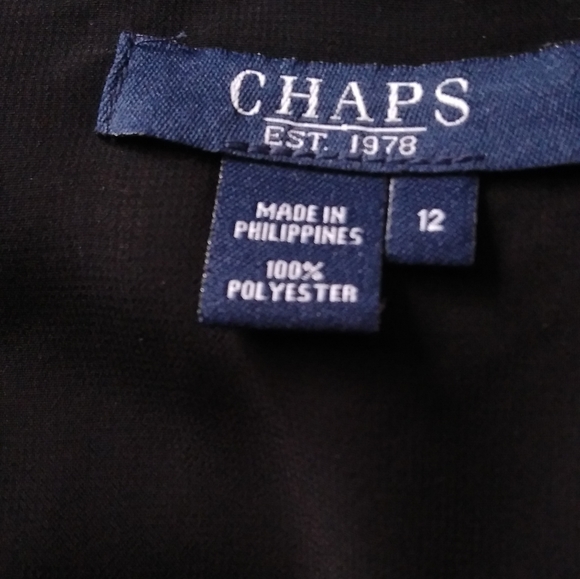 CHAPS
EST. 1978
MADE IN
PHILIPPINES
100%
POLYESTER
12